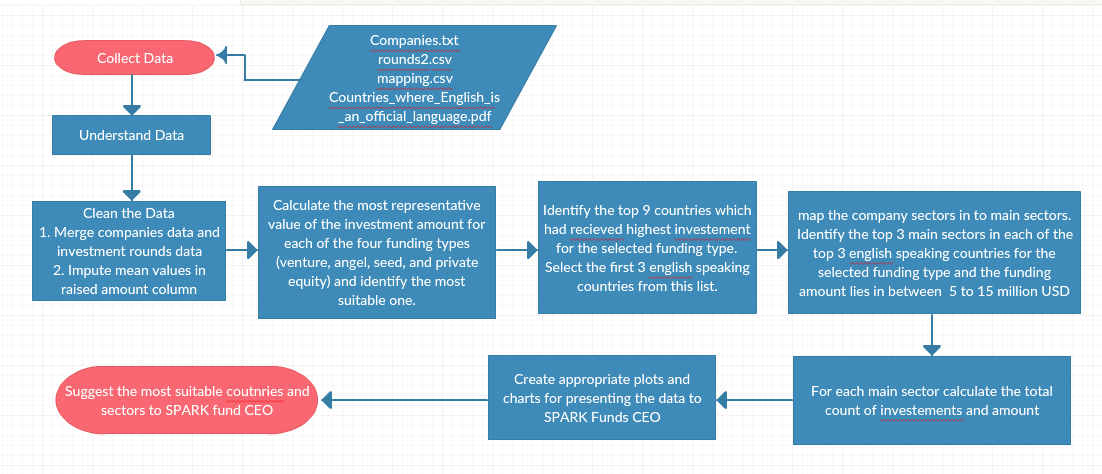 Collect Data
Companies.txt
rounds2.csv
mapping.csv
Countries_where_English_is
_an_official_language.pdf
Understand Data
Clean the Data
1. Merge companies data and
investment rounds data
2. Impute mean values in
raised amount column
Calculate the most representative
value of the investment amount for
each of the four funding types
(venture, angel, seed, and private
equity) and identify the most
suitable one.
Identify the top 9 countries which
had recieved highest investement
for the selected funding type.
Select the first 3 english speaking
countries from this list.
map the company sectors in to main sectors.
Identify the top 3 main sectors in each of the
top 3 english speaking countries for the
selected funding type and the funding
amount lies in between 5 to 15 million USD
For each main sector calculate the total
count of investements and amount
Create appropriate plots and
charts for presenting the data to
SPARK Funds CEO
Suggest the most suitable coutnries and
sectors to SPARK fund CEO